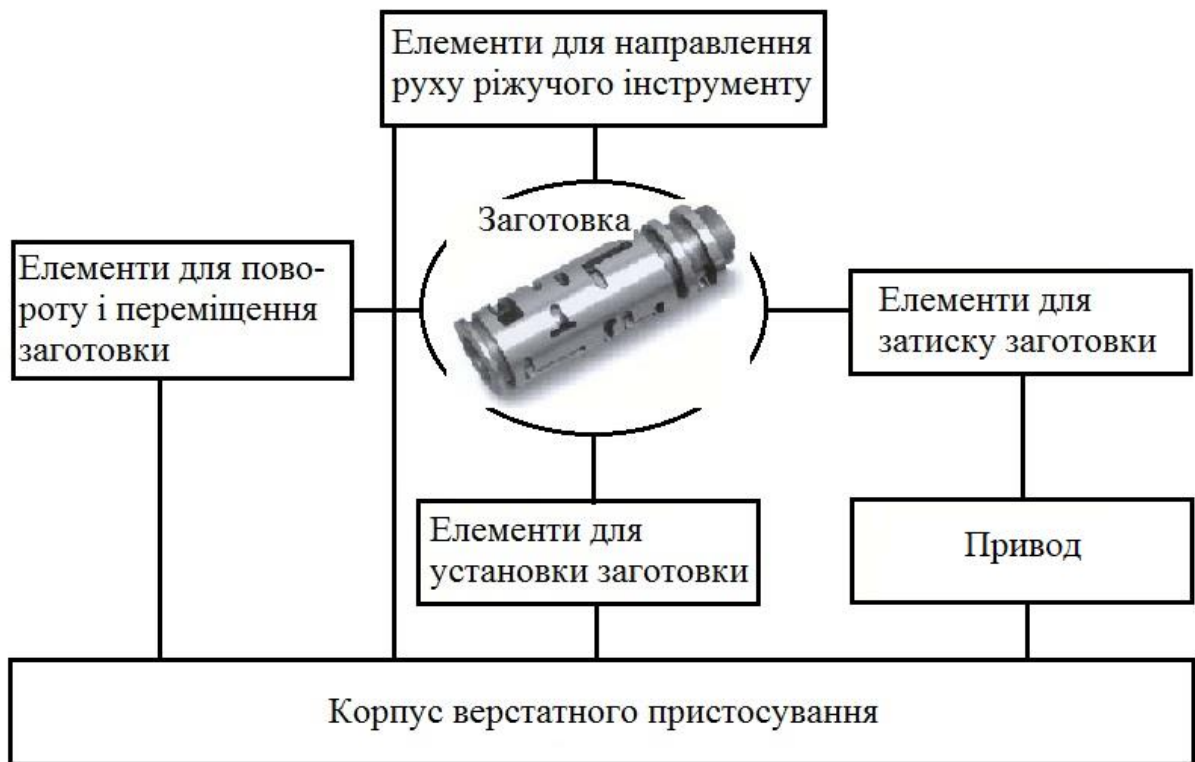 Елементи для направлення
руху ріжучого інструменту
Заготовка
Елементи для пово-
роту і переміщення
заготовки
Елементи для
затиску заготовки
Елементи для
установки заготовки
Привод
Корпус верстатного пристосування